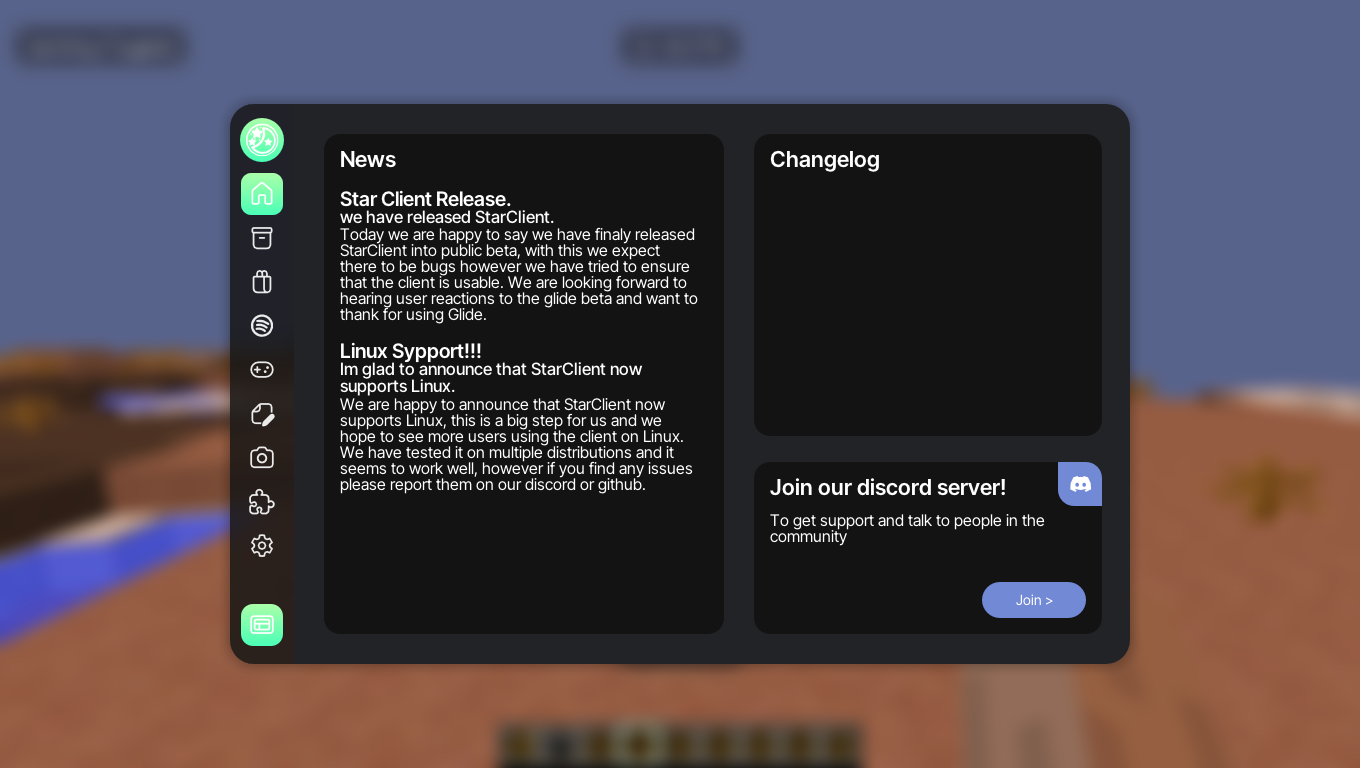 News
Star Client Release.
we have released StarClient.
Today we are happy to say we have finaly released
StarClient into public beta, with this we expect
there to be bugs however we have tried to ensure
that the client is usable. We are looking forward to
hearing user reactions to the glide beta and want to
thank for using Glide.
Linux Sypport!!!
Im glad to announce that StarClient now
supports Linux.
We are happy to announce that StarClient now
supports Linux, this is a big step for us and we
hope to see more users using the client on Linux.
We have tested it on multiple distributions and it
seems to work well, however if you find any issues
please report them on our discord or github.
Changelog
Join our discord server!
To get support and talk to people in the
community
Join >